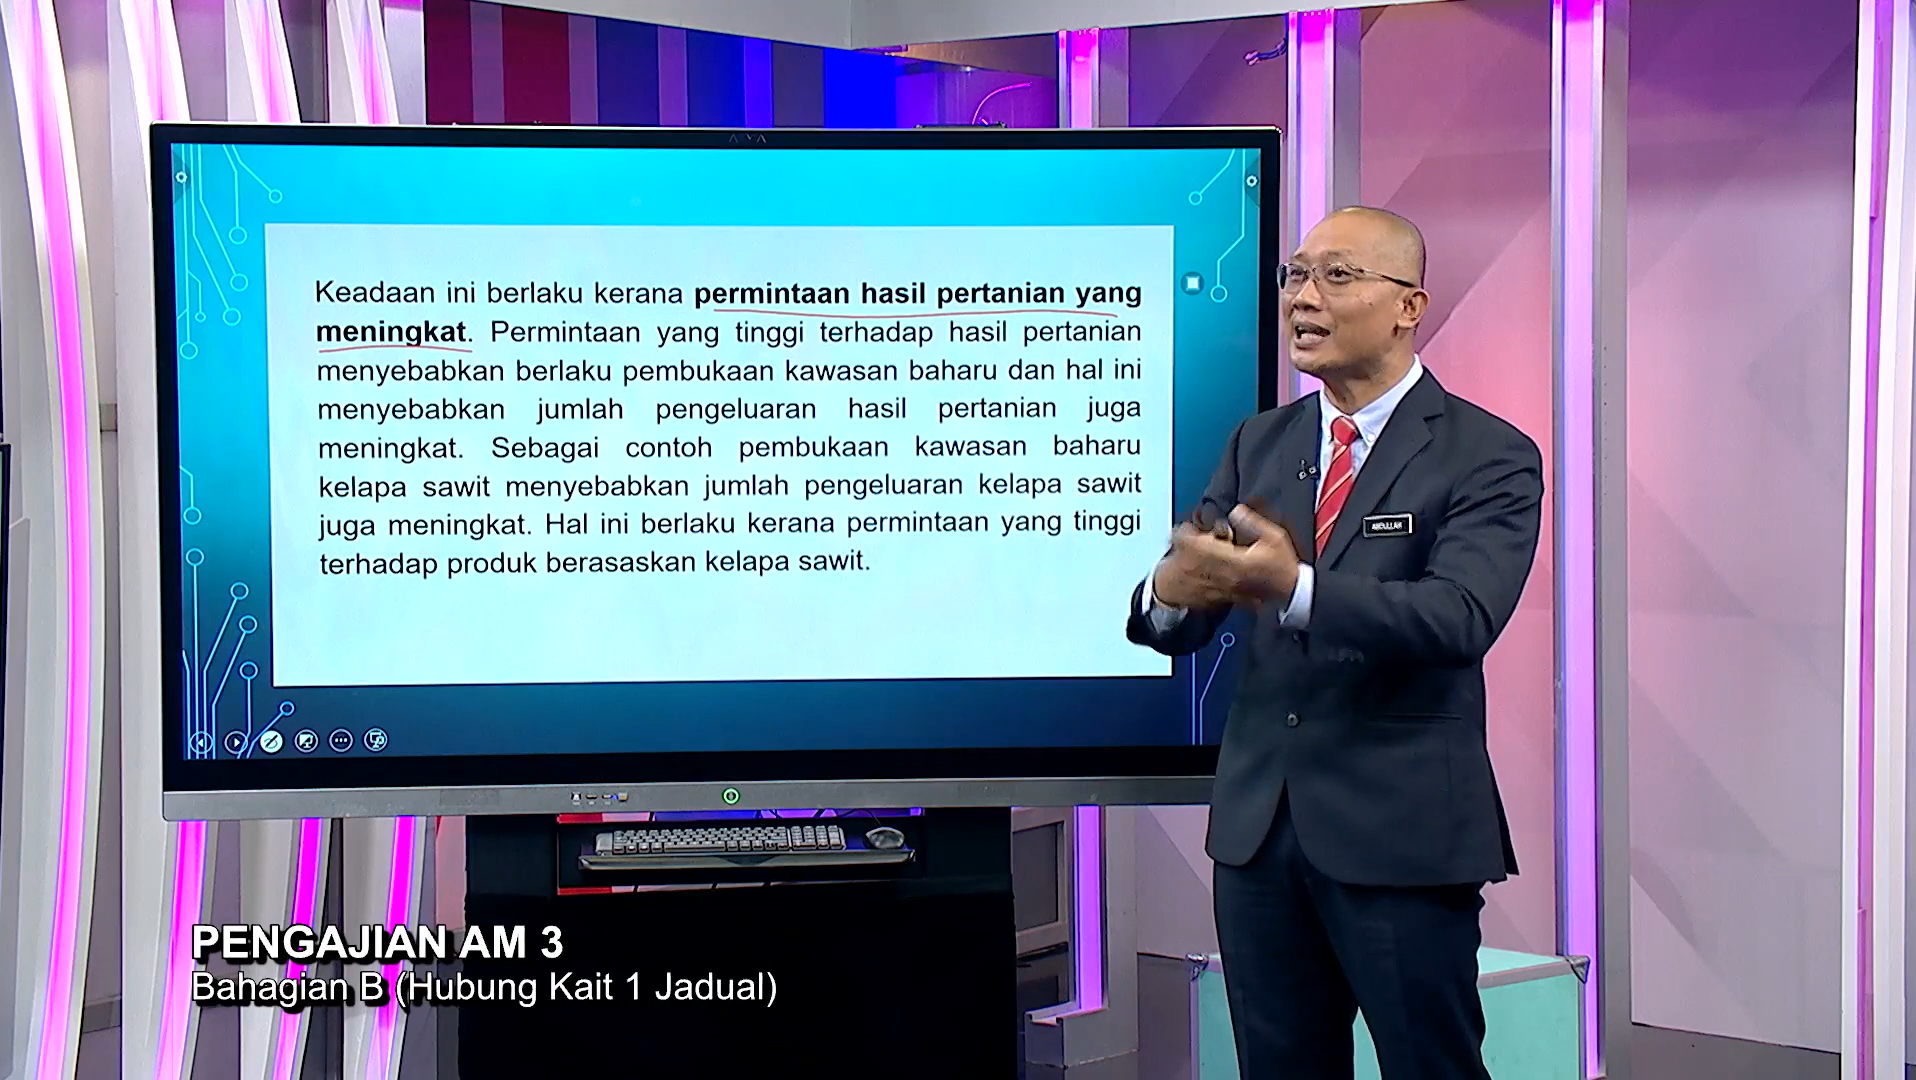 Keadaan ini berlaku kerana permintaan hasil pertanian yang
meningkat. Permintaan yang tinggi terhadap hasil pertanian
menyebabkan berlaku pembukaan kawasan baharu dan hal ini
menyebabkan jumlah pengeluaran hasil pertanian juga
meningkat. Sebagai contoh pembukaan kawasan baharu
kelapa sawit menyebabkan jumlah pengeluaran kelapa sawit
juga meningkat. Hal ini berlaku kerana permintaan yang tinggi
terhadap produk berasaskan kelapa sawit.
ABDULLAH
PENGAJIAN AM 3
Bahagian B (Hubung Kait 1 Jadual)